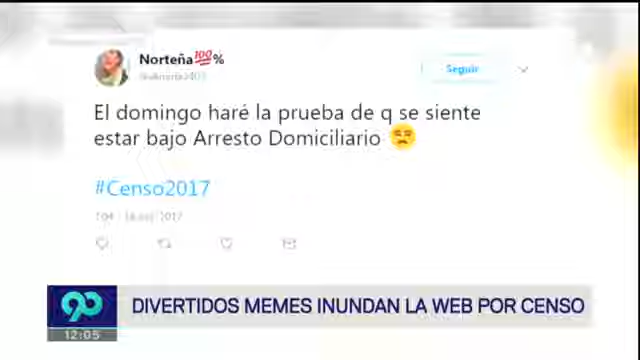 Norteña💯%
Seguir
El domingo haré la prueba de q se siente
estar bajo Arresto Domiciliario 😒
#Censo2017
90
DIVERTIDOS MEMES INUNDAN LA WEB POR CENSO
12:05